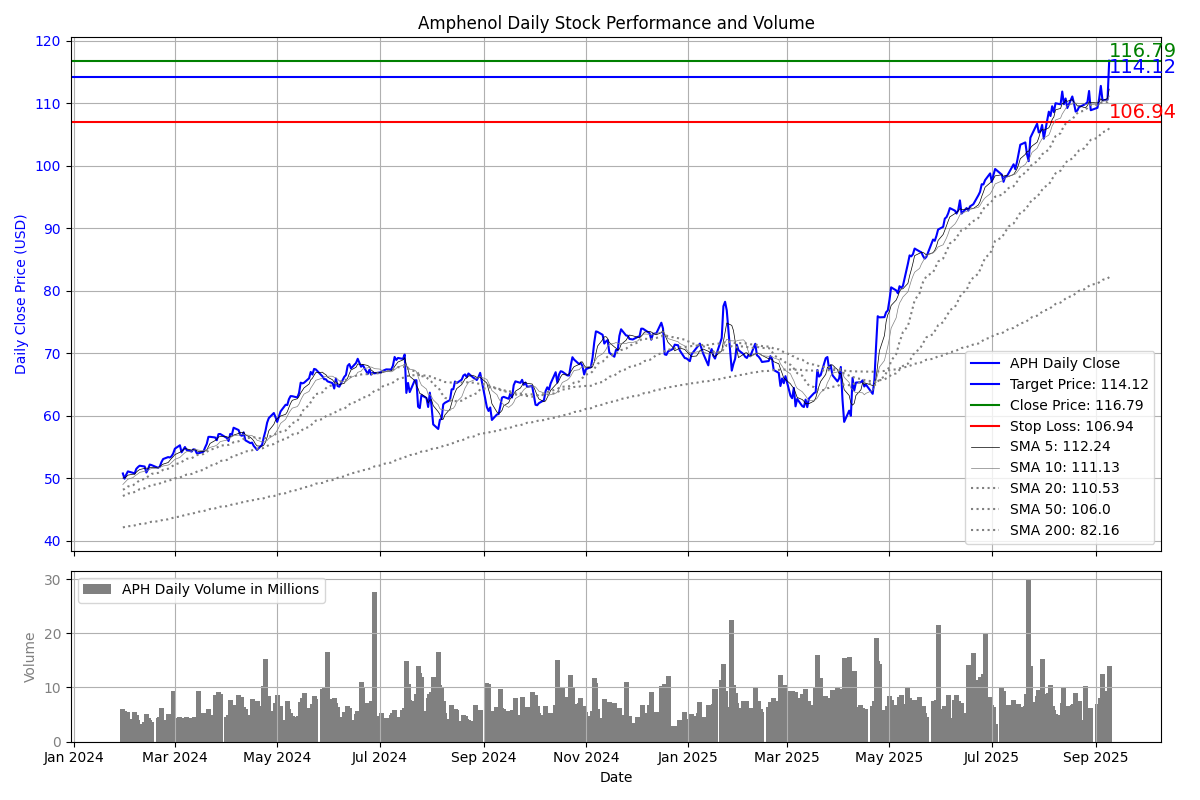 Amphenol Daily Stock Performance and Volume
120
110
100
90
80
70
60
50
40
Daily Close Price (USD)
116.79
114.12
106.94
APH Daily Close
Target Price: 114.12
Close Price: 116.79
Stop Loss: 106.94
SMA 5: 112.24
SMA 10: 111.13
SMA 20: 110.53
SMA 50: 106.0
SMA 200: 82.16
30
20
10
0
Volume
APH Daily Volume in Millions
Jan 2024 Mar 2024 May 2024 Jul 2024 Sep 2024 Nov 2024 Jan 2025 Mar 2025 May 2025 Jul 2025 Sep 2025
Date